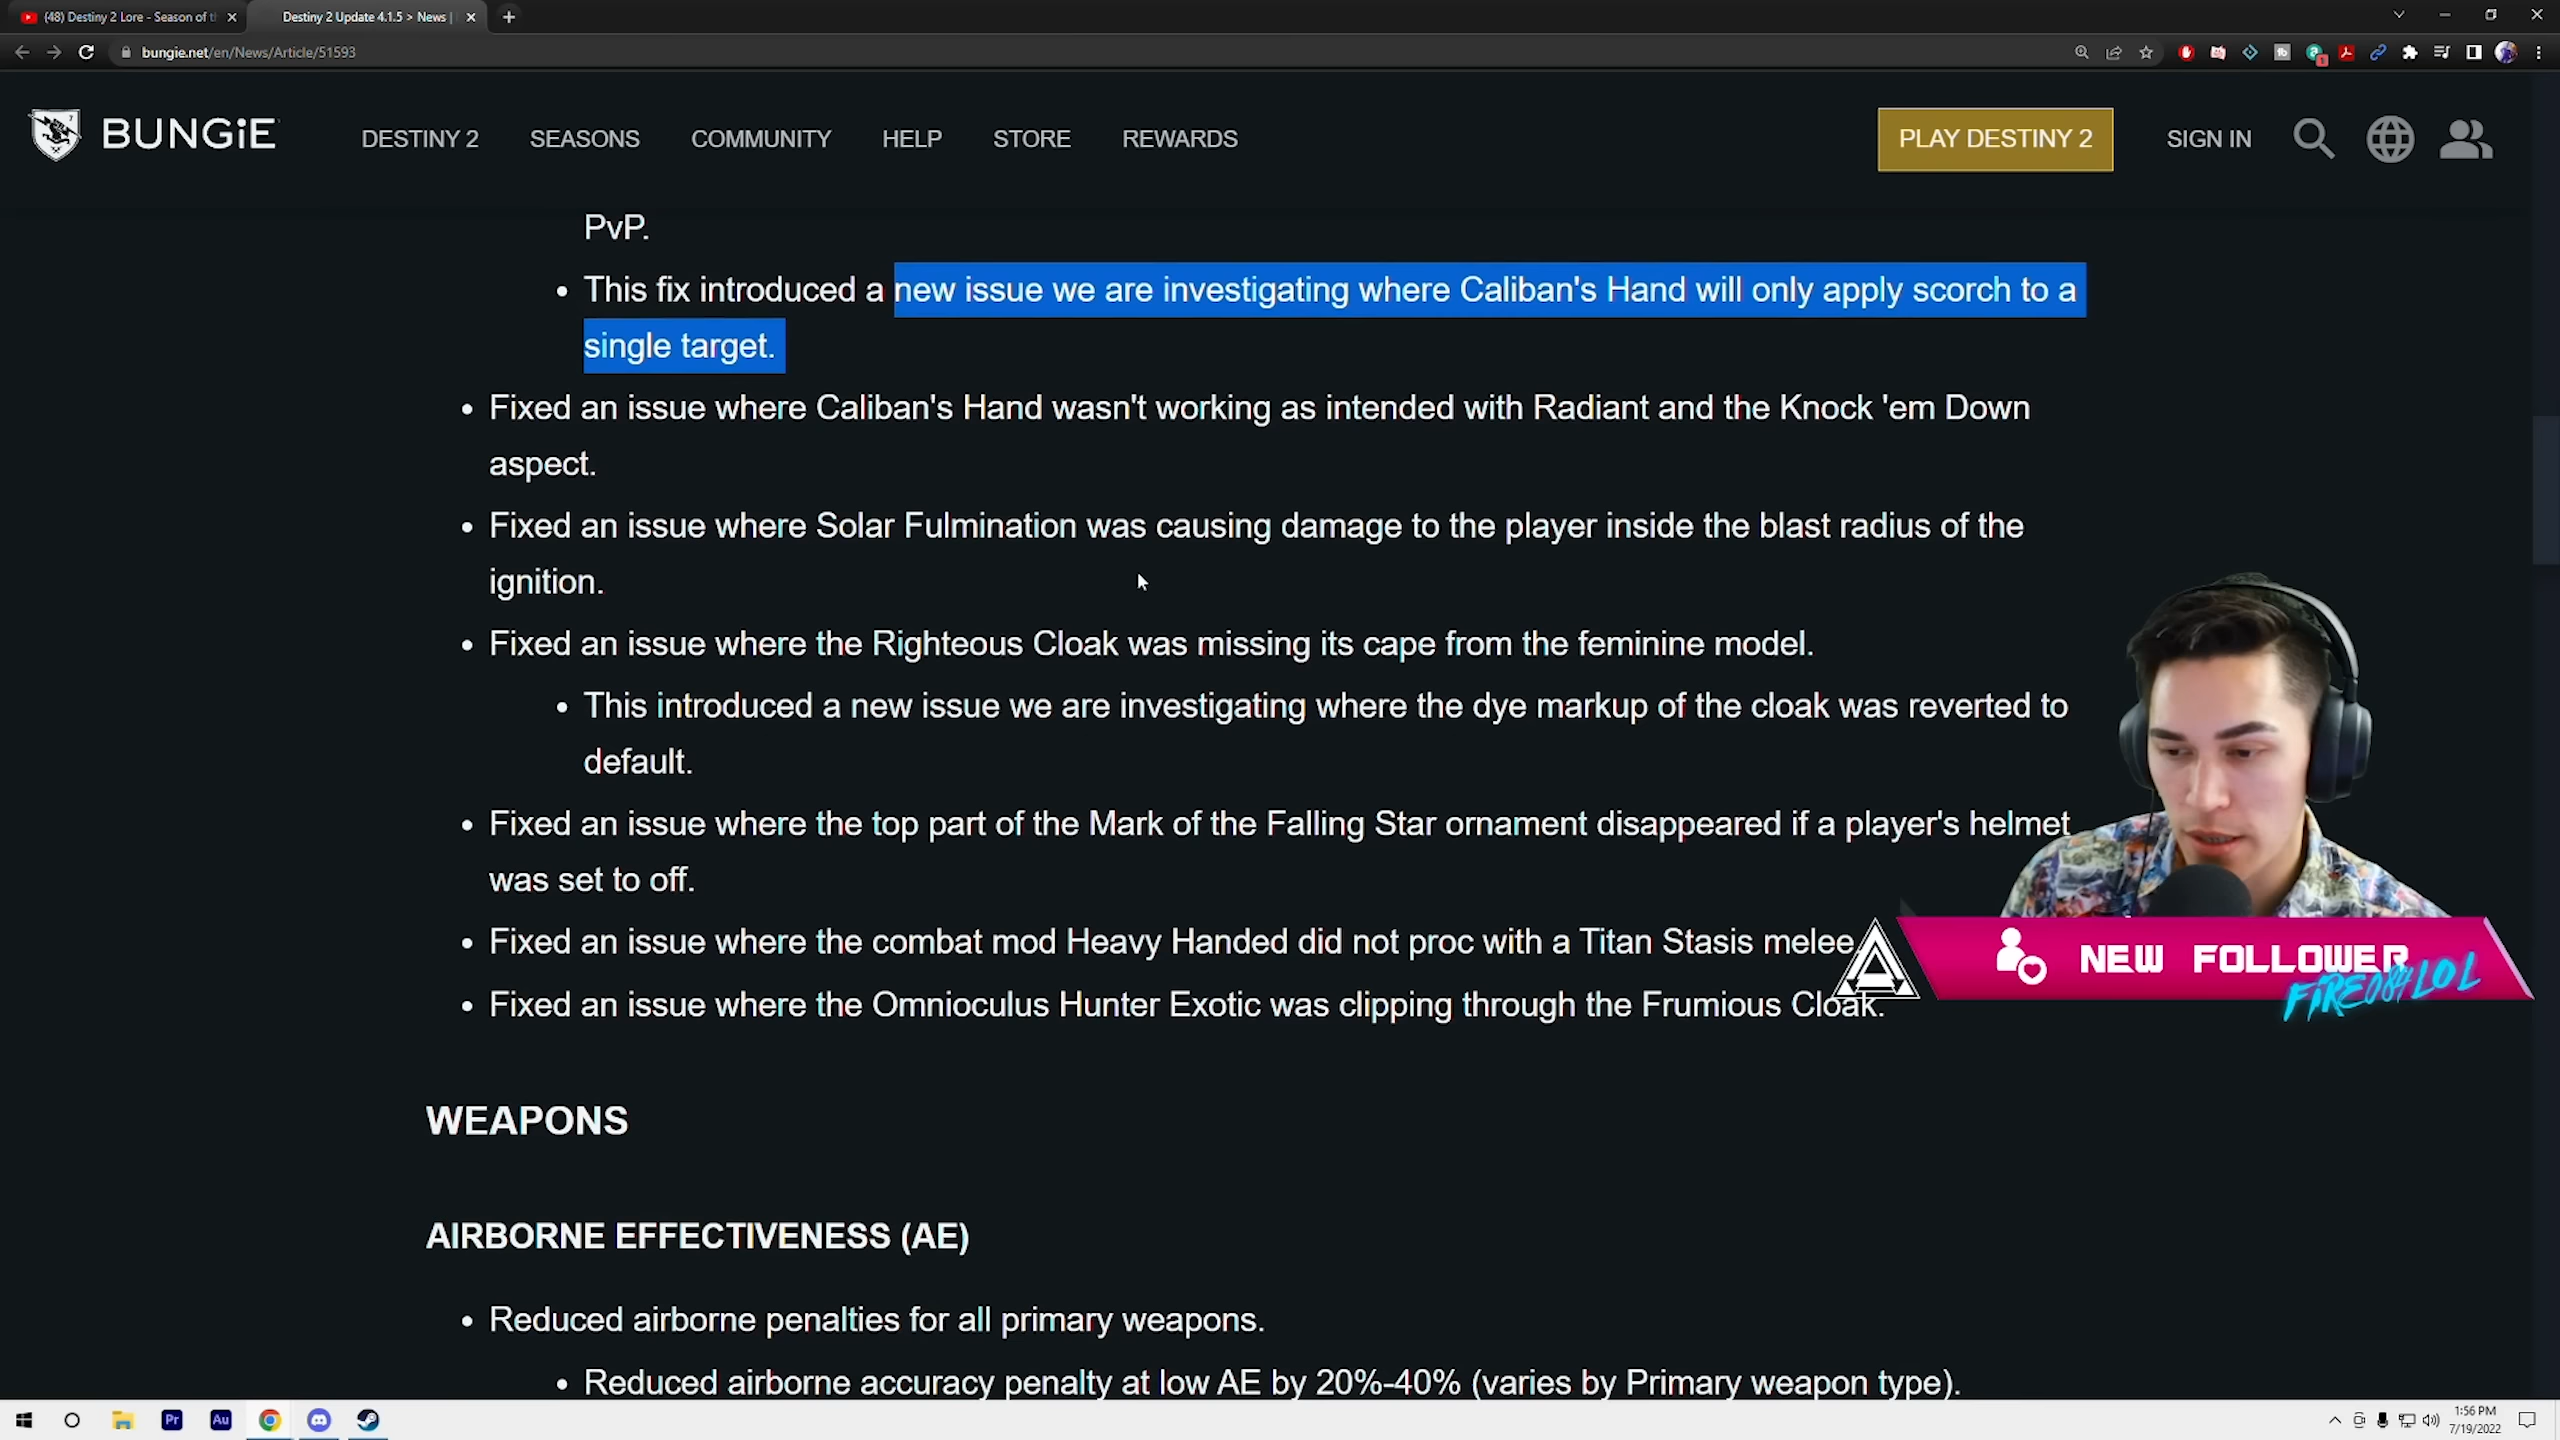 (48) Destiny 2 Lore - Season of t
Destiny 2 Update 4.1.5 > News |
bungie.net/en/News/Article/51593
BUNGiE
DESTINY 2
SEASONS
COMMUNITY
HELP
STORE
REWARDS
PLAY DESTINY 2
SIGN IN
PvP.
• This fix introduced a new issue we are investigating where Caliban's Hand will only apply scorch to a
single target.
• Fixed an issue where Caliban's Hand wasn't working as intended with Radiant and the Knock 'em Down
aspect.
• Fixed an issue where Solar Fulmination was causing damage to the player inside the blast radius of the
ignition.
• Fixed an issue where the Righteous Cloak was missing its cape from the feminine model.
• This introduced a new issue we are investigating where the dye markup of the cloak was reverted to
default.
• Fixed an issue where the top part of the Mark of the Falling Star ornament disappeared if a player's helmet
was set to off.
• Fixed an issue where the combat mod Heavy Handed did not proc with a Titan Stasis melee
NEW FOLLOWER
FIRE084LOL
• Fixed an issue where the Omnioculus Hunter Exotic was clipping through the Frumious Cloak.
WEAPONS
AIRBORNE EFFECTIVENESS (AE)
• Reduced airborne penalties for all primary weapons.
• Reduced airborne accuracy penalty at low AE by 20%-40% (varies by Primary weapon type).
Pr
Au
1:56 PM
7/19/2022